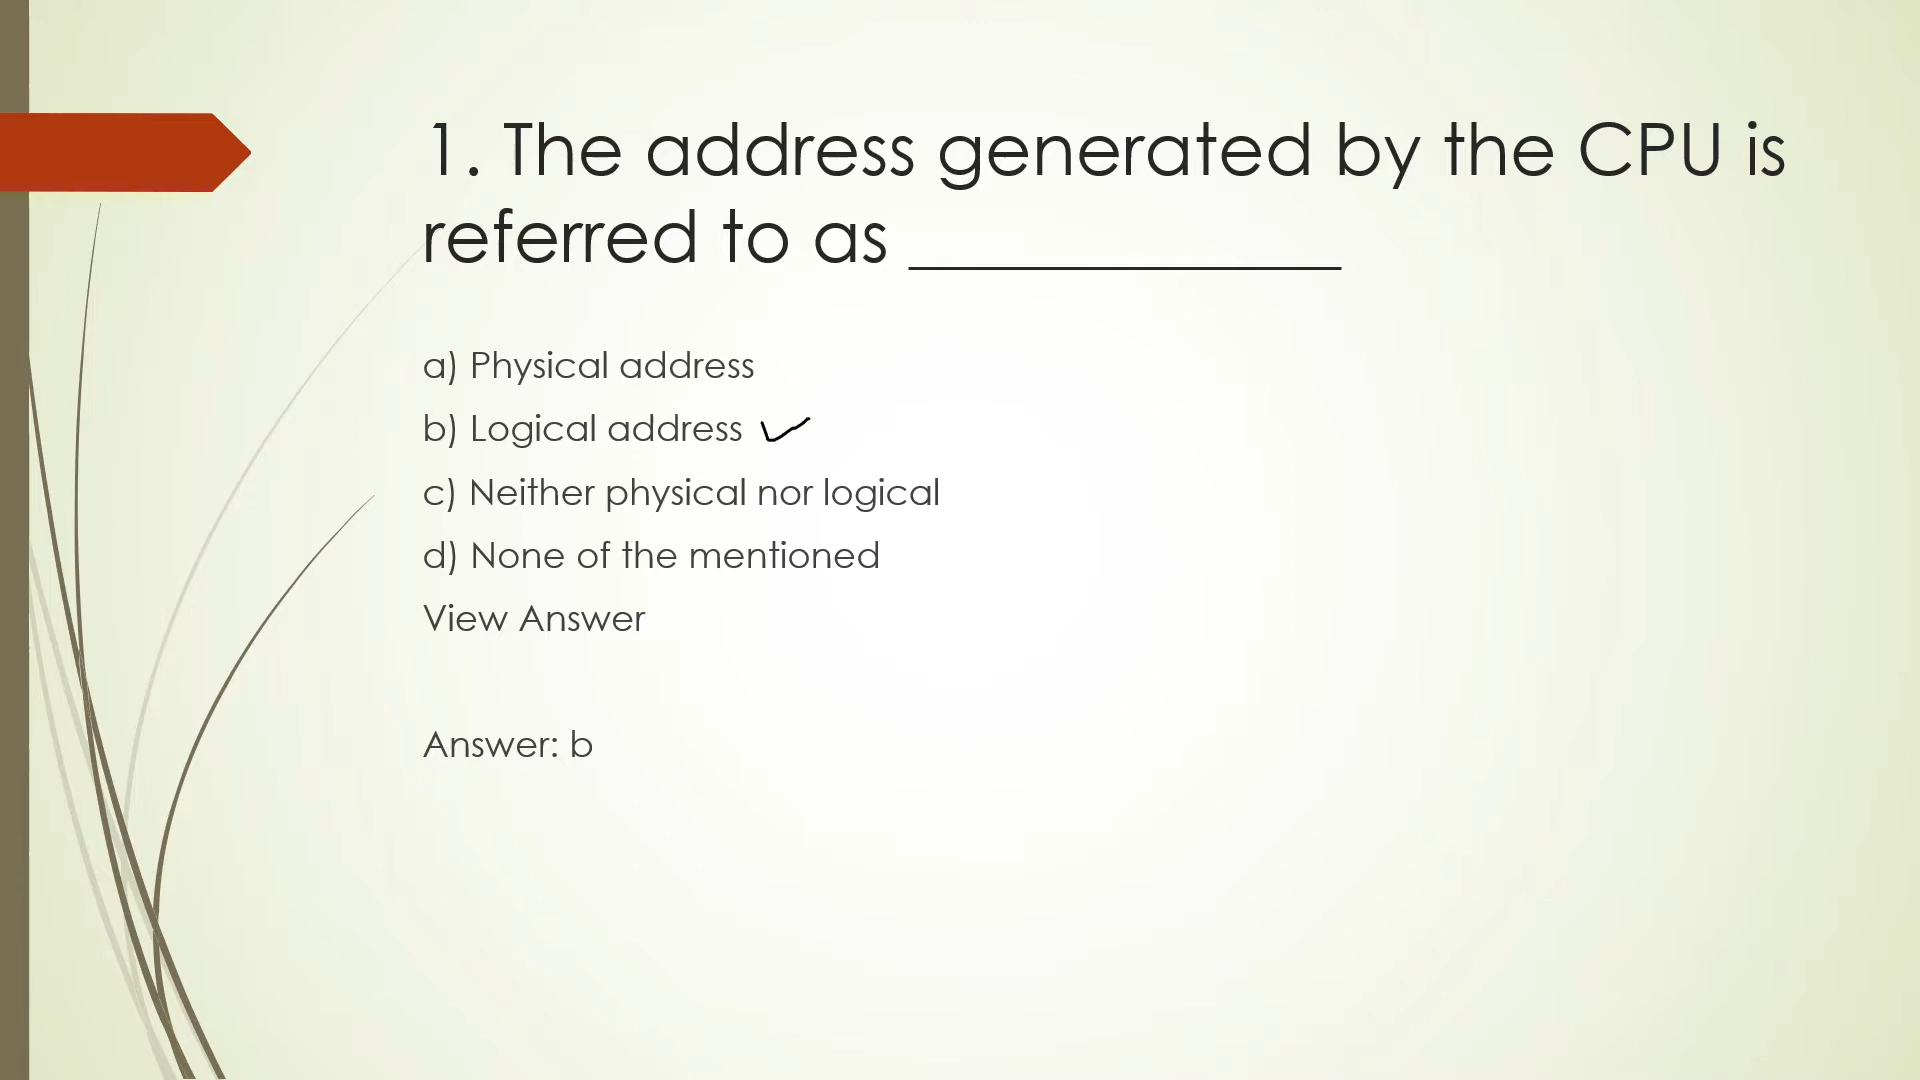 1. The address generated by the CPU is
referred to as ____________
a) Physical address
b) Logical address
c) Neither physical nor logical
d) None of the mentioned
View Answer
Answer: b